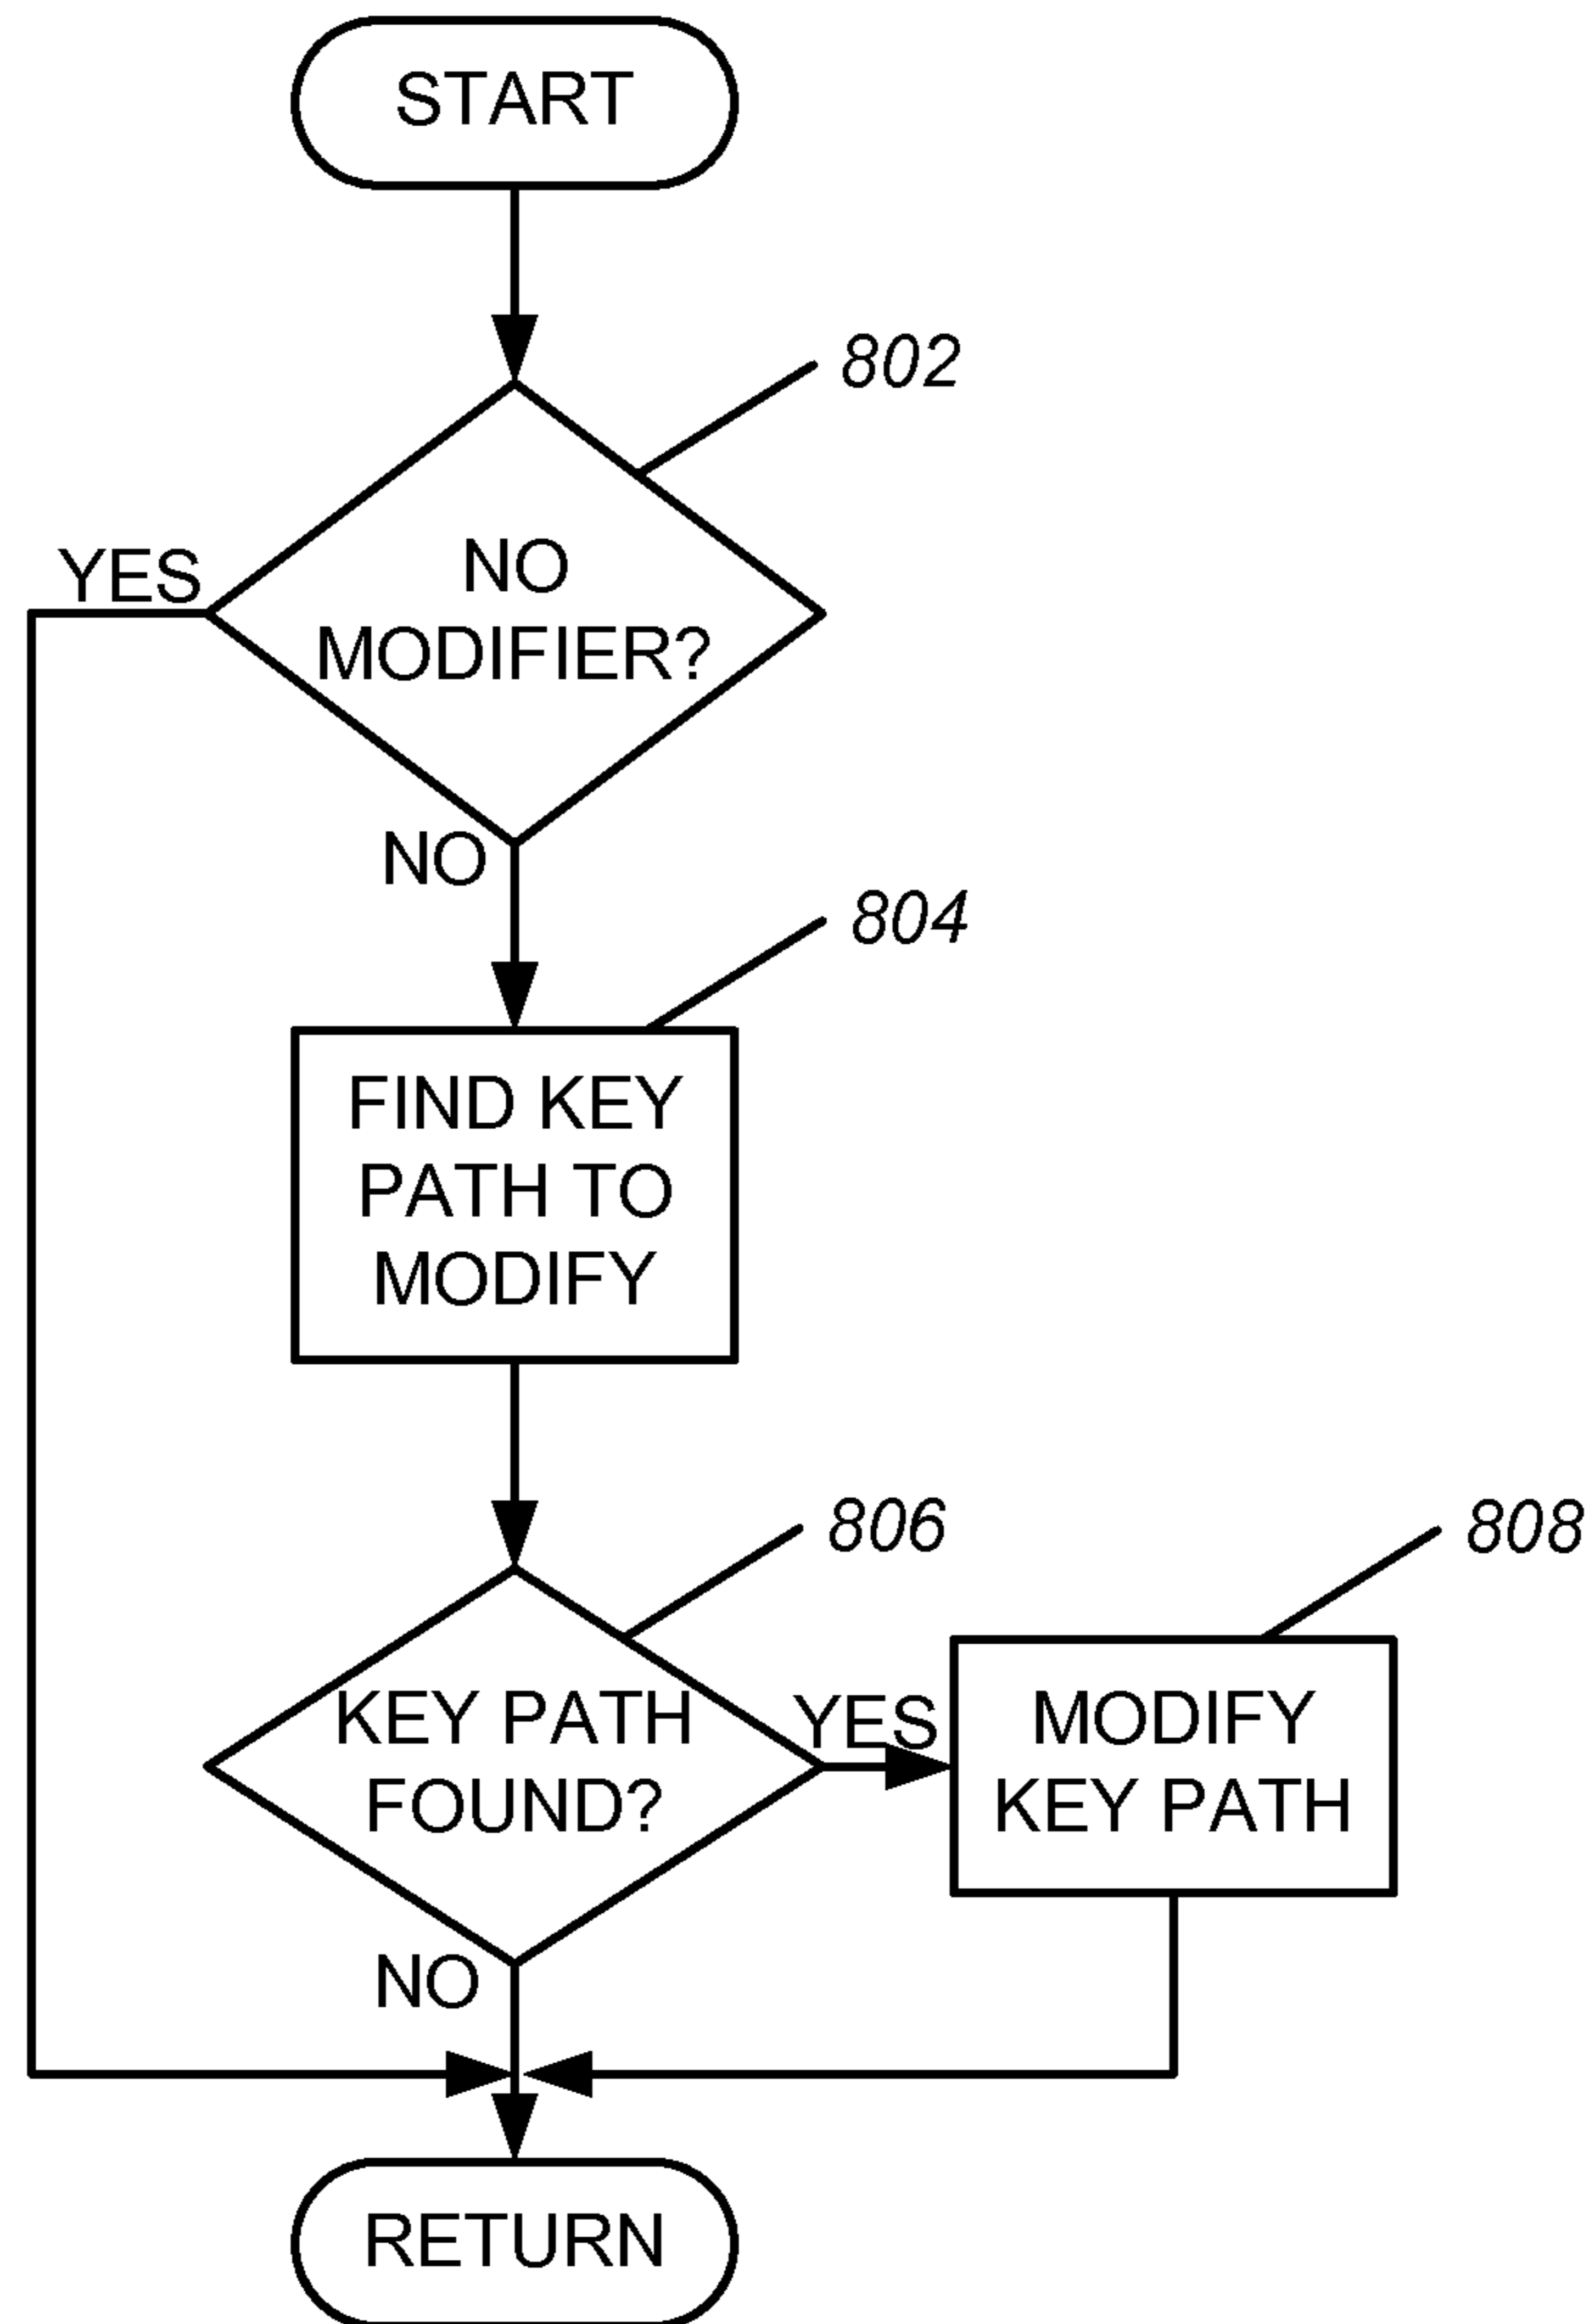 START
802
NO
MODIFIER?
YES
NO
804
FIND KEY
PATH TO
MODIFY
806
808
KEY PATH
FOUND?
YES
MODIFY
KEY PATH
NO
RETURN